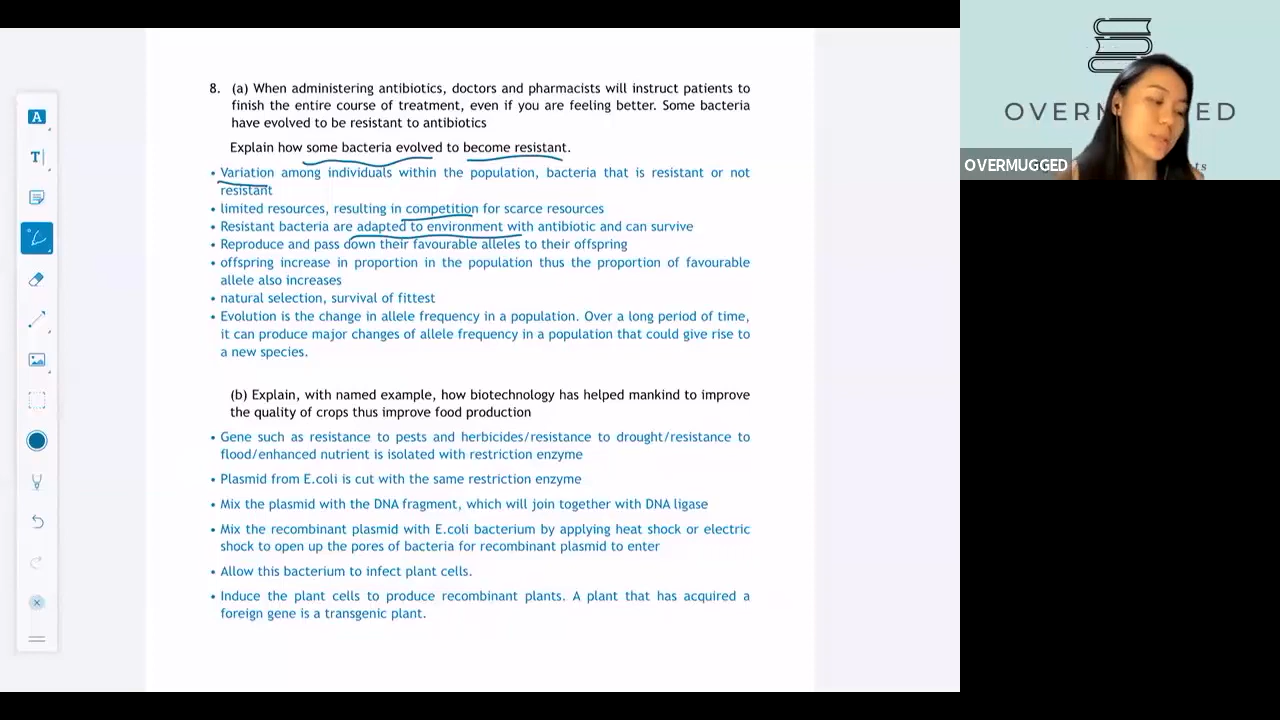 8. (a) When administering antibiotics, doctors and pharmacists will instruct patients to
finish the entire course of treatment, even if you are feeling better. Some bacteria
have evolved to be resistant to antibiotics
Explain how some bacteria evolved to become resistant.
• Variation among individuals within the population, bacteria that is resistant or not
resistant
• limited resources, resulting in competition for scarce resources
• Resistant bacteria are adapted to environment with antibiotic and can survive
• Reproduce and pass down their favourable alleles to their offspring
• offspring increase in proportion in the population thus the proportion of favourable
allele also increases
• natural selection, survival of fittest
• Evolution is the change in allele frequency in a population. Over a long period of time,
it can produce major changes of allele frequency in a population that could give rise to
a new species.
(b) Explain, with named example, how biotechnology has helped mankind to improve
the quality of crops thus improve food production
• Gene such as resistance to pests and herbicides/resistance to drought/resistance to
flood/enhanced nutrient is isolated with restriction enzyme
• Plasmid from E.coli is cut with the same restriction enzyme
• Mix the plasmid with the DNA fragment, which will join together with DNA ligase
• Mix the recombinant plasmid with E.coli bacterium by applying heat shock or electric
shock to open up the pores of bacteria for recombinant plasmid to enter
• Allow this bacterium to infect plant cells.
• Induce the plant cells to produce recombinant plants. A plant that has acquired a
foreign gene is a transgenic plant.
A
T
OVERMUGGED